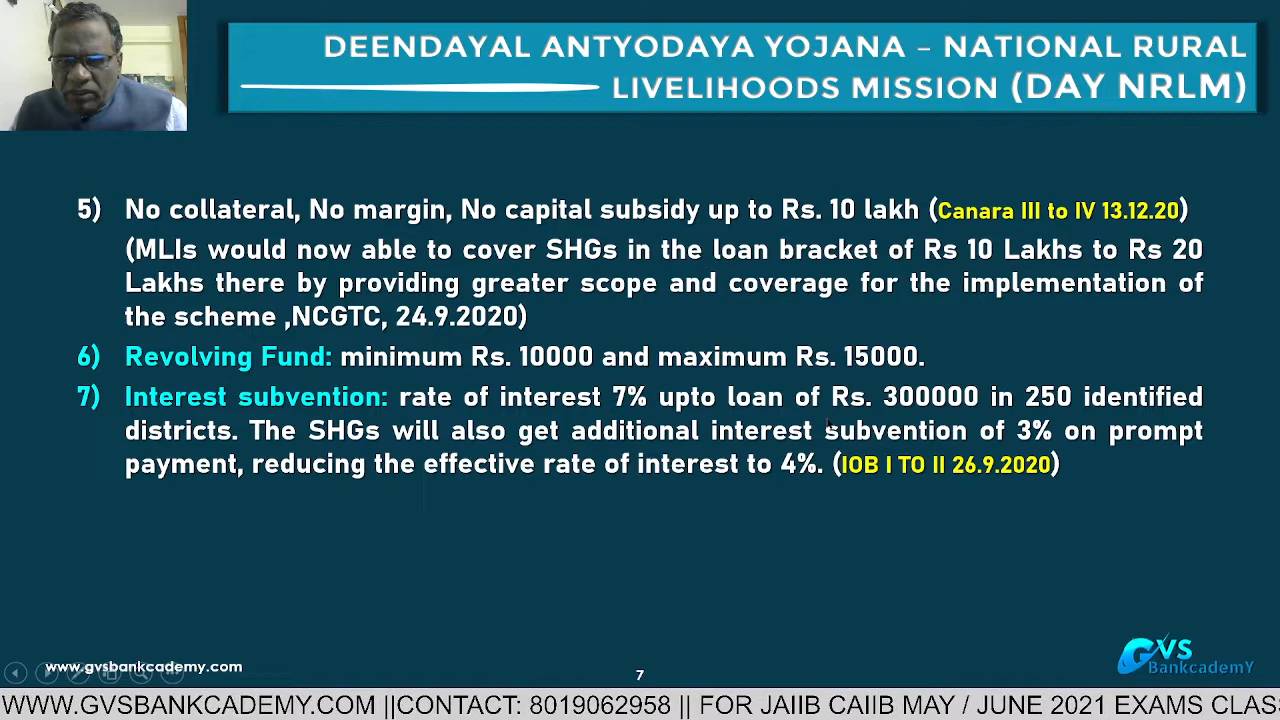 DEENDAYAL ANTYODAYA YOJANA – NATIONAL RURAL
LIVELIHOODS MISSION (DAY NRLM)
5) No collateral, No margin, No capital subsidy up to Rs. 10 lakh (Canara III to IV 13.12.20)
(MLIs would now able to cover SHGs in the loan bracket of Rs 10 Lakhs to Rs 20
Lakhs there by providing greater scope and coverage for the implementation of
the scheme ,NCGTC, 24.9.2020)
6) Revolving Fund: minimum Rs. 10000 and maximum Rs. 15000.
7) Interest subvention: rate of interest 7% upto loan of Rs. 300000 in 250 identified
districts. The SHGs will also get additional interest subvention of 3% on prompt
payment, reducing the effective rate of interest to 4%. (IOB I TO II 26.9.2020)
www.gvsbankcademy.com
7
GVS
BankcademY
WWW.GVSBANKCADEMY.COM ||CONTACT: 8019062958 || FOR JAIIB CAIIB MAY / JUNE 2021 EXAMS CLAS